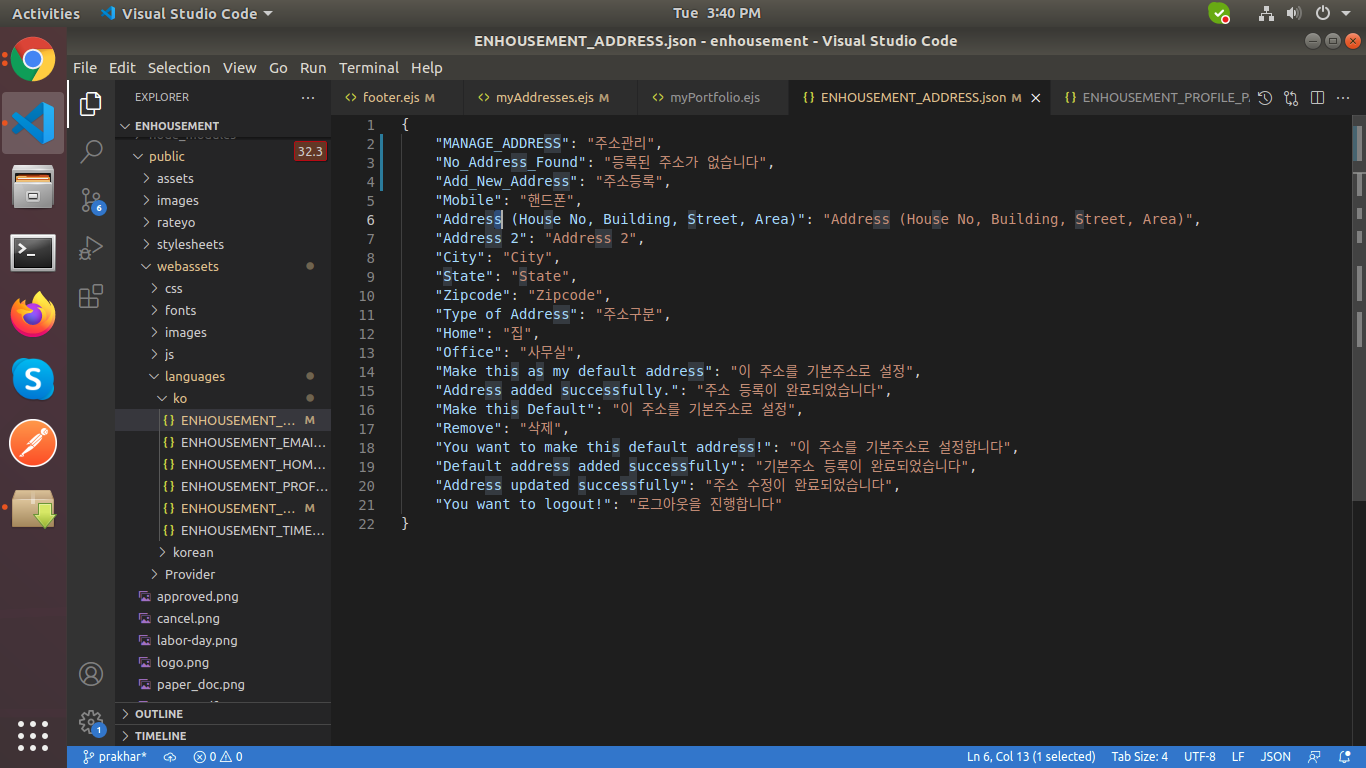 Activities
Visual Studio Code
Tue 3:40 PM
ENHOUSEMENT_ADDRESS.json - enhousement - Visual Studio Code
File Edit Selection View Go Run Terminal Help
EXPLORER
footer.ejs M
myAddresses.ejs M
myPortfolio.ejs
{} ENHOUSEMENT_ADDRESS.json M
{} ENHOUSEMENT_PROFILE_PA
ENHOUSEMENT
node_modules
public
32.3
assets
images
rateyo
stylesheets
webassets
css
fonts
images
js
languages
ko
{} ENHOUSEMENT_... M
{} ENHOUSEMENT_EMAI...
{} ENHOUSEMENT_HOM...
{} ENHOUSEMENT_PROF...
{} ENHOUSEMENT_... M
{} ENHOUSEMENT_TIME...
korean
Provider
approved.png
cancel.png
labor-day.png
logo.png
paper_doc.png
OUTLINE
TIMELINE
6
1
1 {
2 "MANAGE_ADDRESS": "주소관리",
3 "No_Address_Found": "등록된 주소가 없습니다",
4 "Add_New_Address": "주소등록",
5 "Mobile": "핸드폰",
6 "Address (House No, Building, Street, Area)": "Address (House No, Building, Street, Area)",
7 "Address 2": "Address 2",
8 "City": "City",
9 "State": "State",
10 "Zipcode": "Zipcode",
11 "Type of Address": "주소구분",
12 "Home": "집",
13 "Office": "사무실",
14 "Make this as my default address": "이 주소를 기본주소로 설정",
15 "Address added successfully.": "주소 등록이 완료되었습니다",
16 "Make this Default": "이 주소를 기본주소로 설정",
17 "Remove": "삭제",
18 "You want to make this default address!": "이 주소를 기본주소로 설정합니다",
19 "Default address added successfully": "기본주소 등록이 완료되었습니다",
20 "Address updated successfully": "주소 수정이 완료되었습니다",
21 "You want to logout!": "로그아웃을 진행합니다"
22 }
prakhar*
0 0
Ln 6, Col 13 (1 selected)
Tab Size: 4
UTF-8
LF
JSON